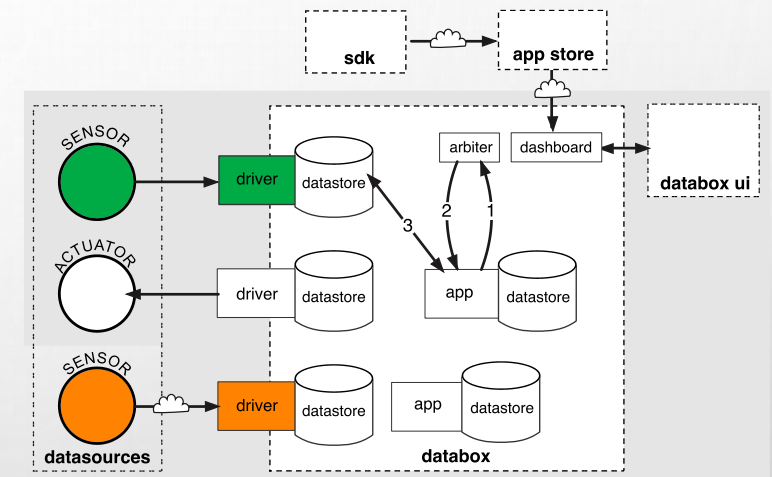 sdk
app store
SENSOR
driver
datastore
arbiter
dashboard
databox ui
2
1
3
ACTUATOR
driver
datastore
app
datastore
SENSOR
driver
datastore
app
datastore
datasources
databox